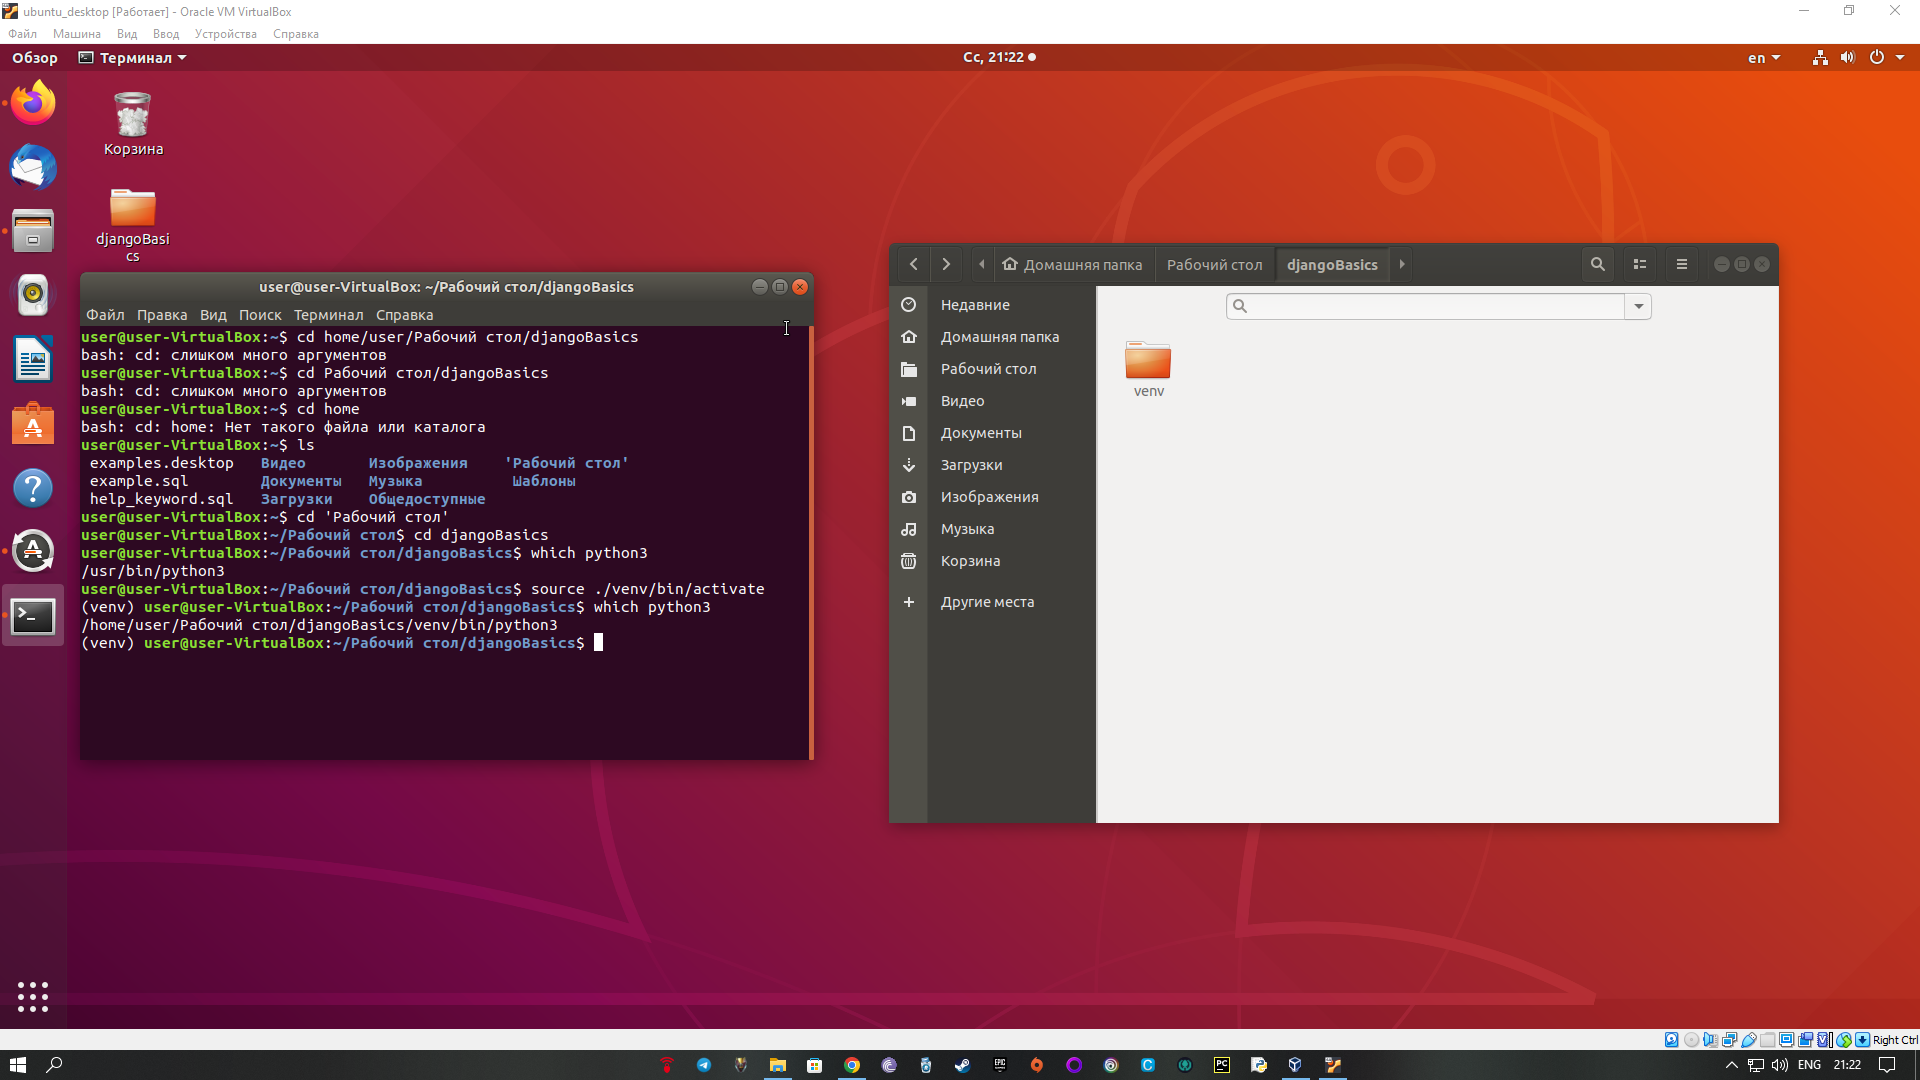 ubuntu_desktop [Работает] - Oracle VM VirtualBox
Файл Машина Вид Ввод Устройства Справка
Обзор Терминал Сс, 21:22 en
Корзина
djangoBasi
cs
user@user-VirtualBox: ~/Рабочий стол/djangoBasics
Файл Правка Вид Поиск Терминал Справка
user@user-VirtualBox:~$ cd home/user/Рабочий стол/djangoBasics
bash: cd: слишком много аргументов
user@user-VirtualBox:~$ cd Рабочий стол/djangoBasics
bash: cd: слишком много аргументов
user@user-VirtualBox:~$ cd home
bash: cd: home: Нет такого файла или каталога
user@user-VirtualBox:~$ ls
examples.desktop Видео Изображения 'Рабочий стол'
example.sql Документы Музыка Шаблоны
help_keyword.sql Загрузки Общедоступные
user@user-VirtualBox:~$ cd 'Рабочий стол'
user@user-VirtualBox:~/Рабочий стол$ cd djangoBasics
user@user-VirtualBox:~/Рабочий стол/djangoBasics$ which python3
/usr/bin/python3
user@user-VirtualBox:~/Рабочий стол/djangoBasics$ source ./venv/bin/activate
(venv) user@user-VirtualBox:~/Рабочий стол/djangoBasics$ which python3
/home/user/Рабочий стол/djangoBasics/venv/bin/python3
(venv) user@user-VirtualBox:~/Рабочий стол/djangoBasics$
Домашняя папка Рабочий стол djangoBasics
Недавние
Домашняя папка
Рабочий стол
Видео
Документы
Загрузки
Изображения
Музыка
Корзина
Другие места
venv
Right Ctrl
ENG 21:22